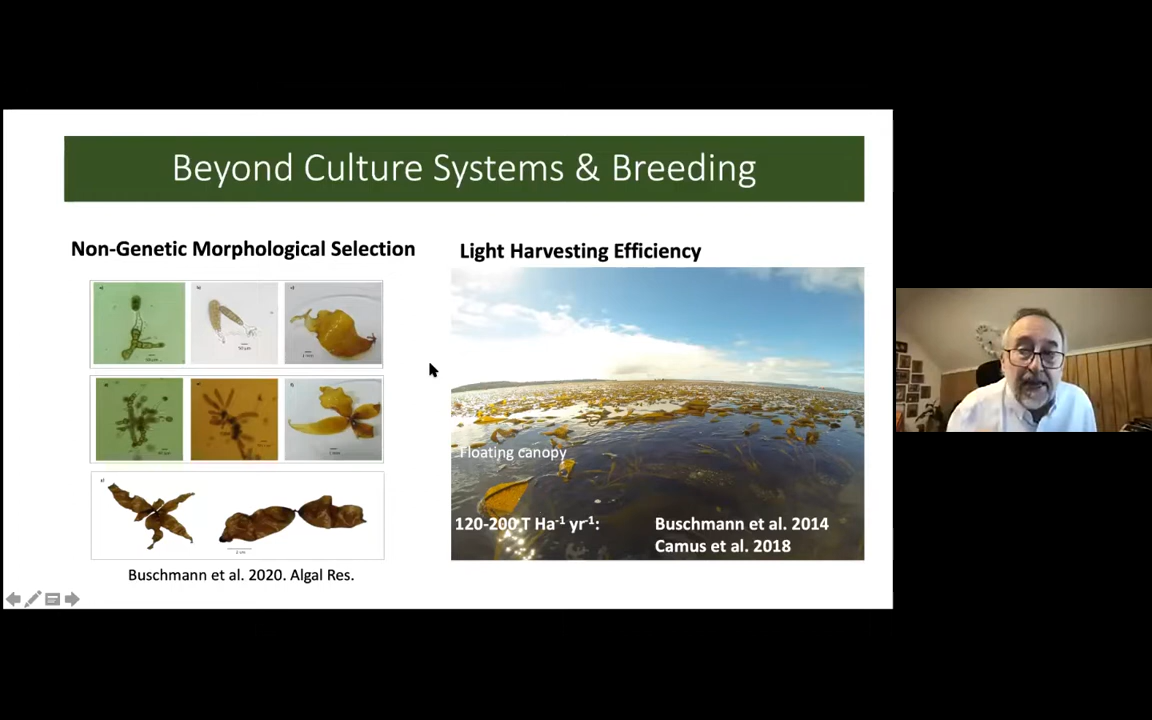 Beyond Culture Systems & Breeding
Non-Genetic Morphological Selection
Light Harvesting Efficiency
Floating canopy
120-200 T Ha-1 yr-1:
Buschmann et al. 2014
Camus et al. 2018
Buschmann et al. 2020. Algal Res.